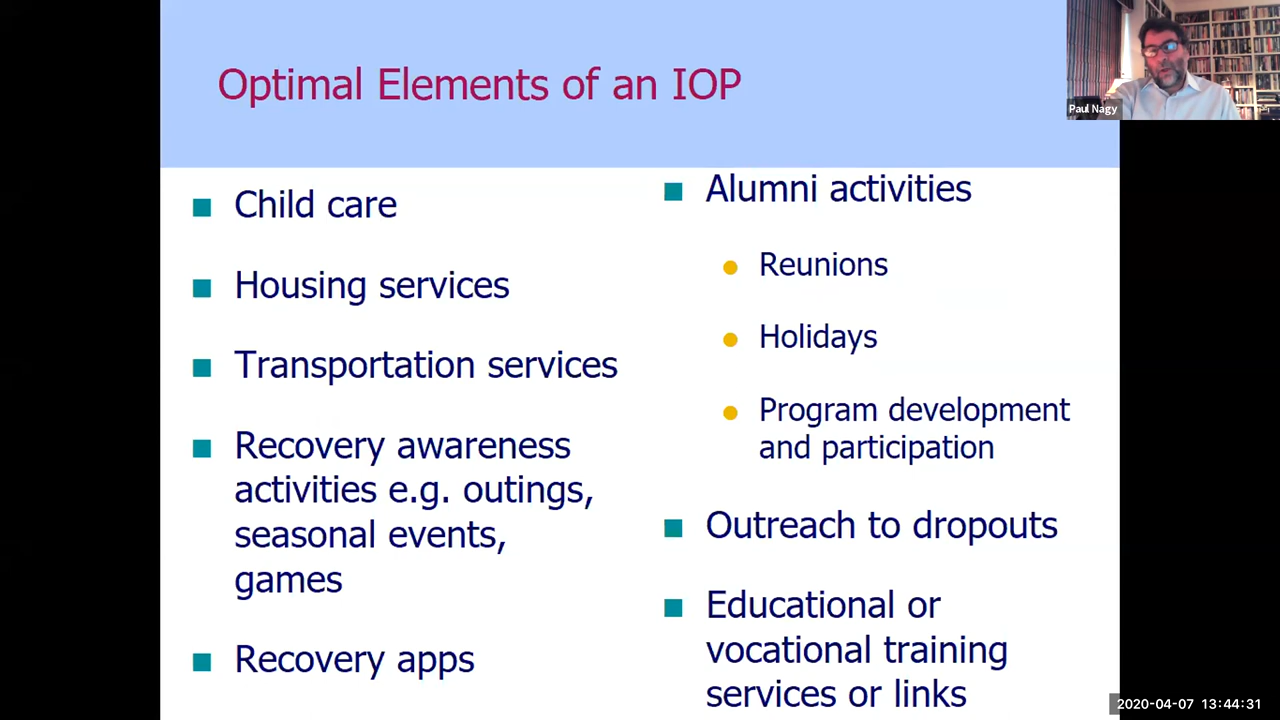 Optimal Elements of an IOP
Paul Nagy
Child care
Housing services
Transportation services
Recovery awareness
activities e.g. outings,
seasonal events,
games
Recovery apps
Alumni activities
Reunions
Holidays
Program development
and participation
Outreach to dropouts
Educational or
vocational training
services or links
2020-04-07 13:44:31